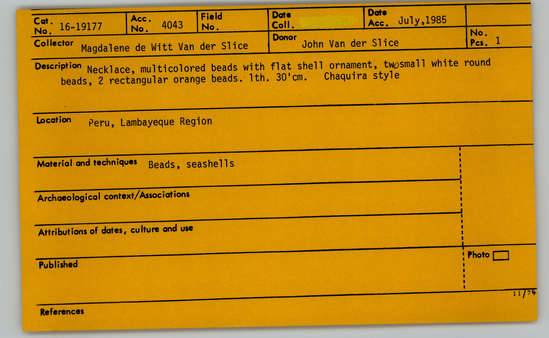 Cat. No. 16-19177 Acc. No. 4043 Field No. Date Coll. Date Acc. July,1985
Collector Magdalene de Witt Van der Slice Donor John Van der Slice No. Pcs. 1
Description Necklace, multicolored beads with flat shell ornament, two small white round
beads, 2 rectangular orange beads. lth. 30 cm. Chaquira style
Location Peru, Lambayeque Region
Material and techniques Beads, seashells
Archaeological context/Associations
Attributions of dates, culture and use
Published Photo
References